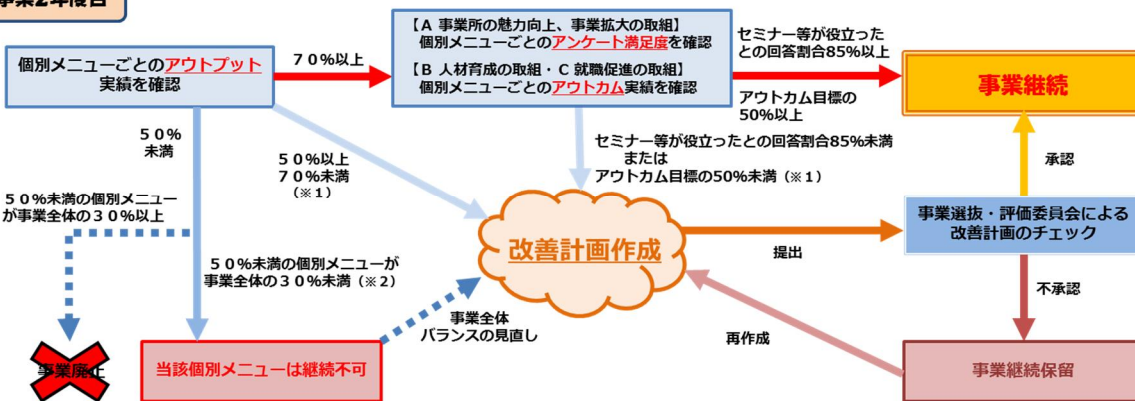 事業2年度目
個別メニューごとのアウトプット
実績を確認
70%以上
【A 事業所の魅力向上、事業拡大の取組】
個別メニューごとのアンケート満足度を確認
【B 人材育成の取組・C 就職促進の取組】
個別メニューごとのアウトカム実績を確認
セミナー等が役立った
との回答割合85%以上
アウトカム目標の
50%以上
事業継続
50%
未満
50%以上
70%未満
(※1)
セミナー等が役立ったとの回答割合85%未満
または
アウトカム目標の50%未満(※1)
承認
50%未満の個別メニュー
が事業全体の30%以上
事業選抜・評価委員会による
改善計画のチェック
改善計画作成
提出
50%未満の個別メニューが
事業全体の30%未満(※2)
不承認
事業全体
バランスの見直し
再作成
事業廃止
当該個別メニューは継続不可
事業継続保留